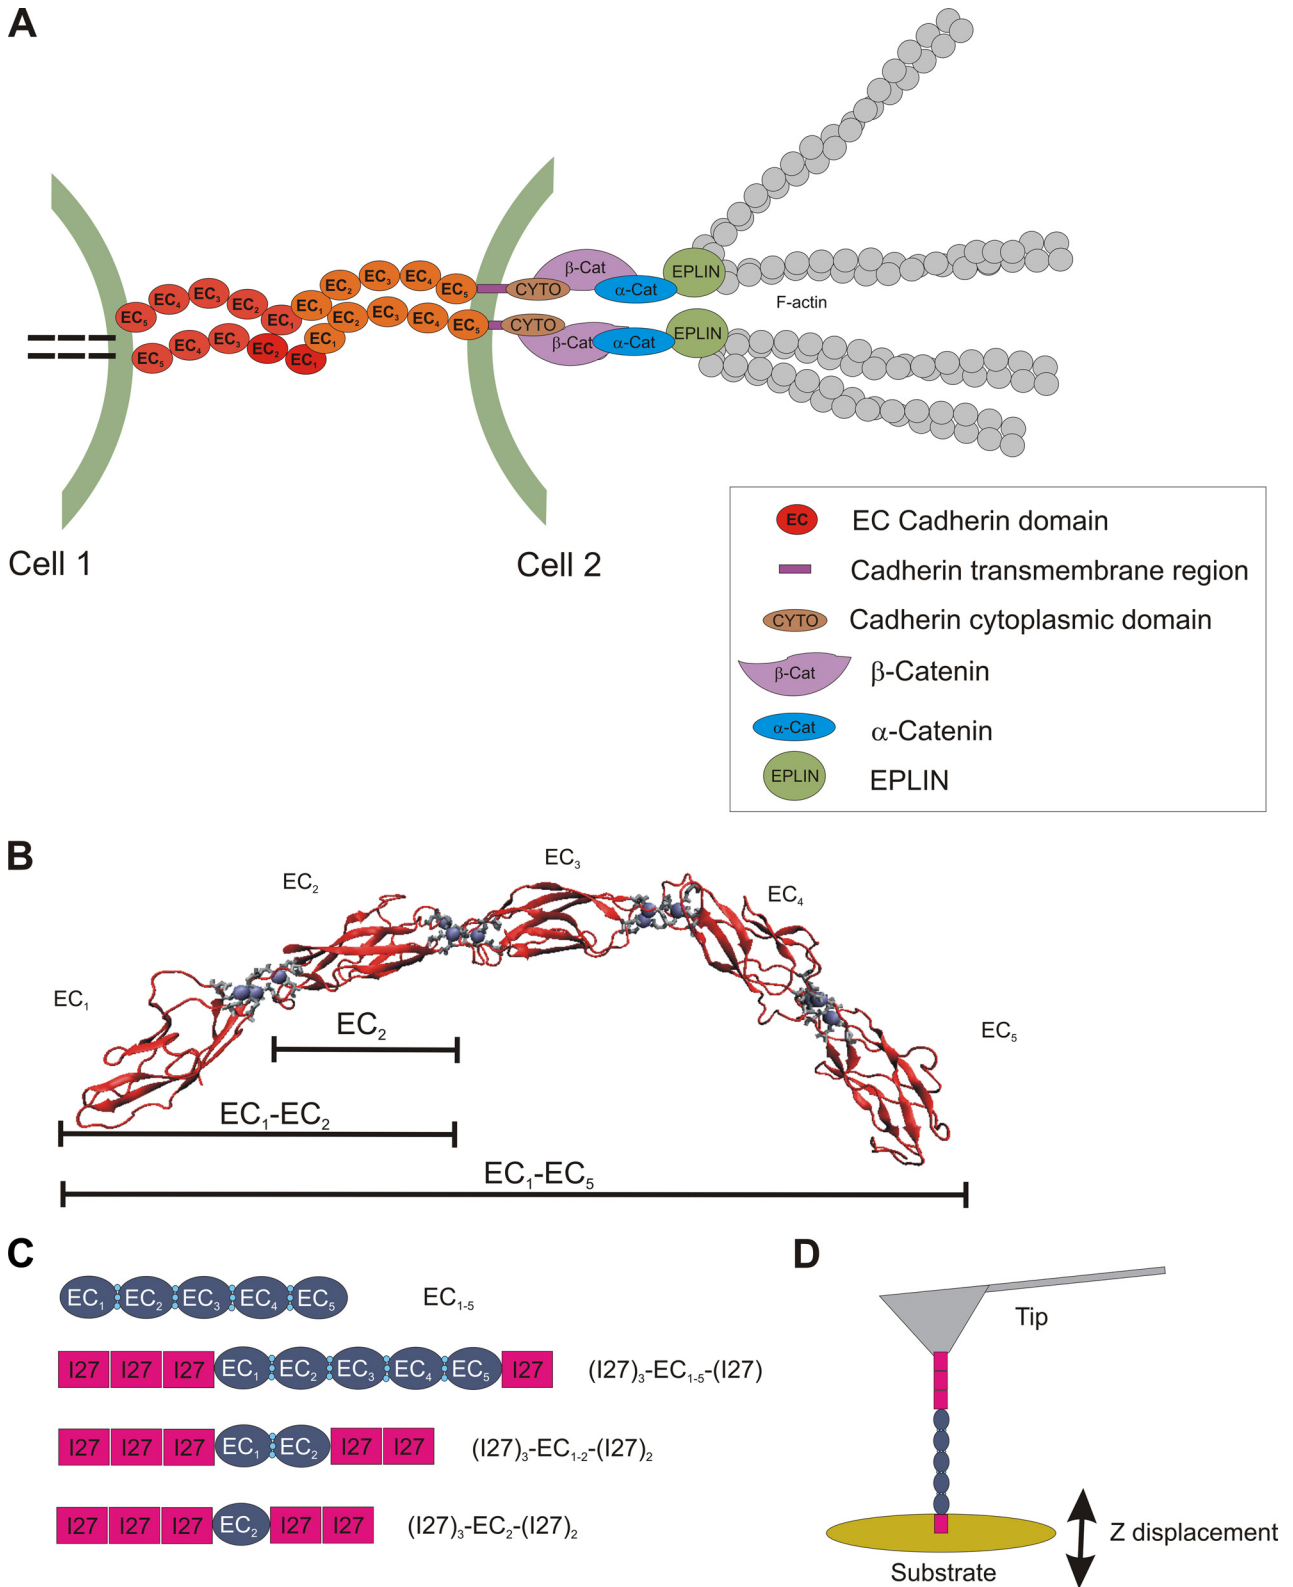 A
EC5 EC4 EC3 EC2 EC1 EC1 EC2 EC3 EC4 EC5 CYTO β-Cat α-Cat EPLIN
F-actin
EC5 EC4 EC3 EC2 EC1 EC1 EC2 EC3 EC4 EC5 CYTO β-Cat α-Cat EPLIN
Cell 1
Cell 2
EC EC Cadherin domain
Cadherin transmembrane region
CYTO Cadherin cytoplasmic domain
β-Cat β-Catenin
α-Cat α-Catenin
EPLIN EPLIN
B
EC1
EC2
EC3
EC4
EC5
EC2
EC1-EC2
EC1-EC5
C
EC1 EC2 EC3 EC4 EC5 EC1-5
I27 I27 I27 EC1 EC2 EC3 EC4 EC5 I27 (I27)3-EC1-5-(I27)
I27 I27 I27 EC1 EC2 I27 I27 (I27)3-EC1-2-(I27)2
I27 I27 I27 EC2 I27 I27 (I27)3-EC2-(I27)2
D
Tip
Z displacement
Substrate